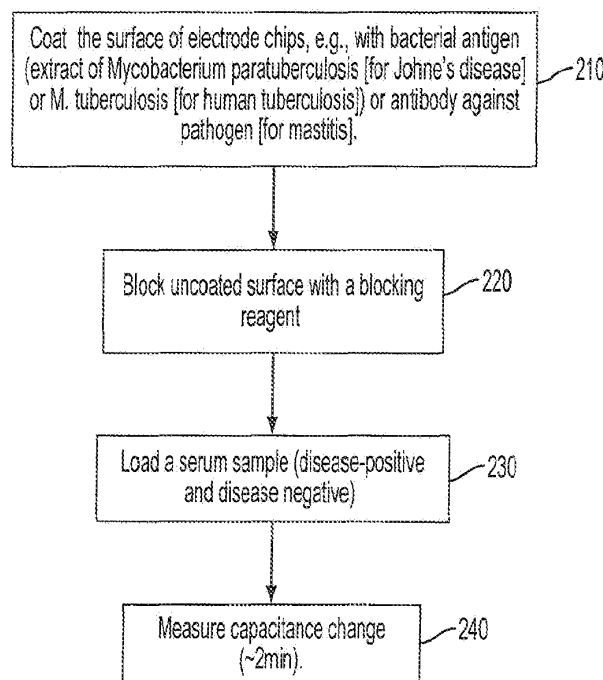 Coat the surface of electrode chips, e.g., with bacterial antigen
(extract of Mycobacterium paratuberculosis [for Johne's disease]
or M. tuberculosis [for human tuberculosis]) or antibody against
pathogen [for mastitis].
210
Block uncoated surface with a blocking
reagent
220
Load a serum sample (disease-positive
and disease negative)
230
Measure capacitance change
(~2min).
240